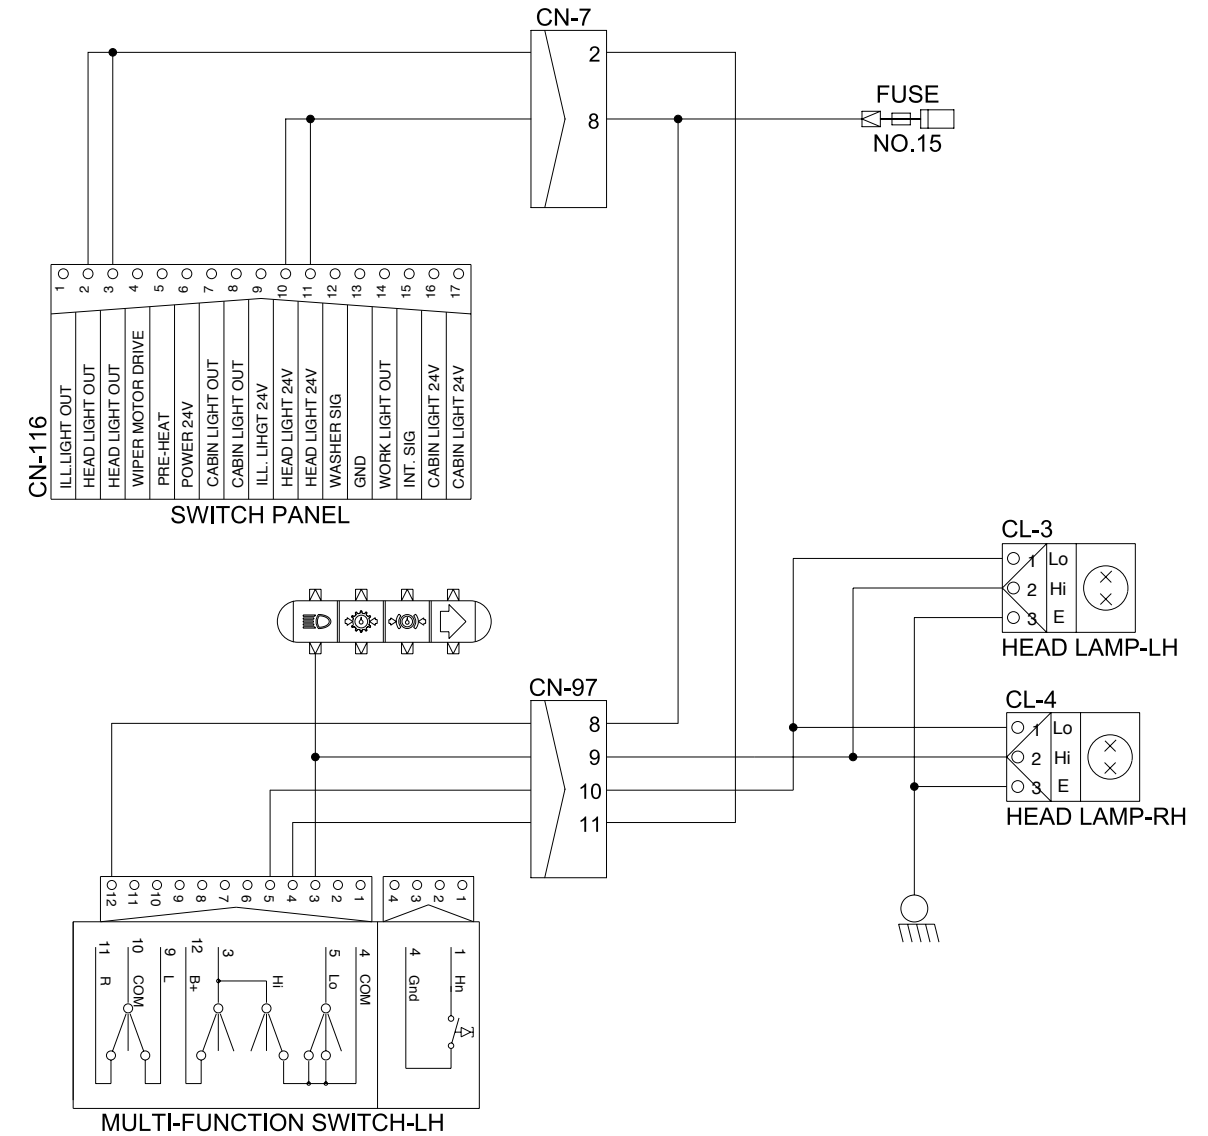 CN-7
2
8
FUSE
NO.15
1 2 3 4 5 6 7 8 9 10 11 12 13 14 15 16 17
CN-116
ILL.LIGHT OUT
HEAD LIGHT OUT
HEAD LIGHT OUT
WIPER MOTOR DRIVE
PRE-HEAT
POWER 24V
CABIN LIGHT OUT
CABIN LIGHT OUT
ILL. LIHGT 24V
HEAD LIGHT 24V
HEAD LIGHT 24V
WASHER SIG
GND
WORK LIGHT OUT
INT. SIG
CABIN LIGHT 24V
CABIN LIGHT 24V
SWITCH PANEL
CL-3
1 Lo
2 Hi
3 E
HEAD LAMP-LH
CN-97
8
9
10
11
CL-4
1 Lo
2 Hi
3 E
HEAD LAMP-RH
12 11 10 9 8 7 6 5 4 3 2 1
4 3 2 1
11 R
10 COM
9 L
12 B+
3
Hi
5 Lo
4 COM
4 Gnd
1 Hn
MULTI-FUNCTION SWITCH-LH